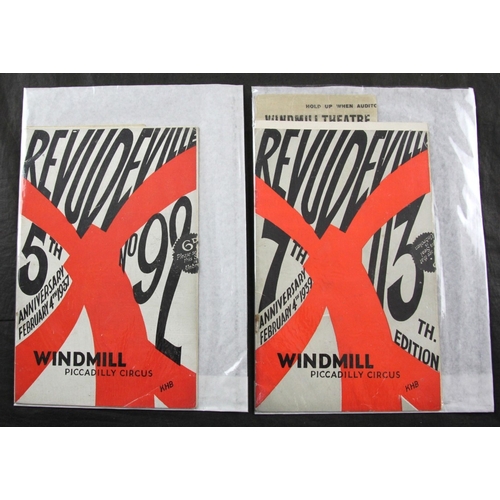 REVUDEVILLE
5TH
ANNIVERSARY
FEBRUARY 4TH 1937
NO 92
WINDMILL
PICCADILLY CIRCUS
KHB
HOLD UP WHEN AUDITO
WINDMILL THEATRE
REVUDEVILLE
7TH
ANNIVERSARY
FEBRUARY 4TH 1939
113
TH.
EDITION
WINDMILL
PICCADILLY CIRCUS
KHB